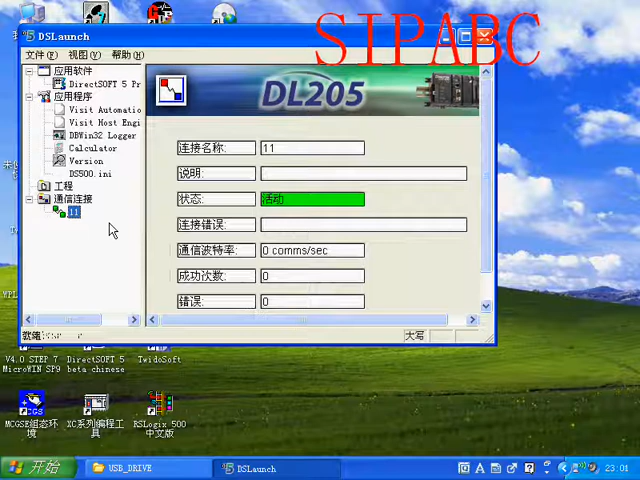 SIPABC
DSLaunch
文件(F) 视图(V) 帮助(H)
应用软件
DirectSOFT 5 Pr
应用程序
Visit Automatio
Visit Host Engi
DBWin32 Logger
Calculator
Version
DS500.ini
工程
通信连接
11
DL205
连接名称: 11
说明:
状态: 活动
连接错误:
通信波特率: 0 comms/sec
成功次数: 0
错误: 0
就绪
大写
V4.0 STEP 7
MicroWIN SP9
DirectSOFT 5
beta chinese
TwidoSoft
MCGSE组态环
境
XC系列编程工
具
RSLogix 500
中文版
开始
USB_DRIVE
DSLaunch
23:01